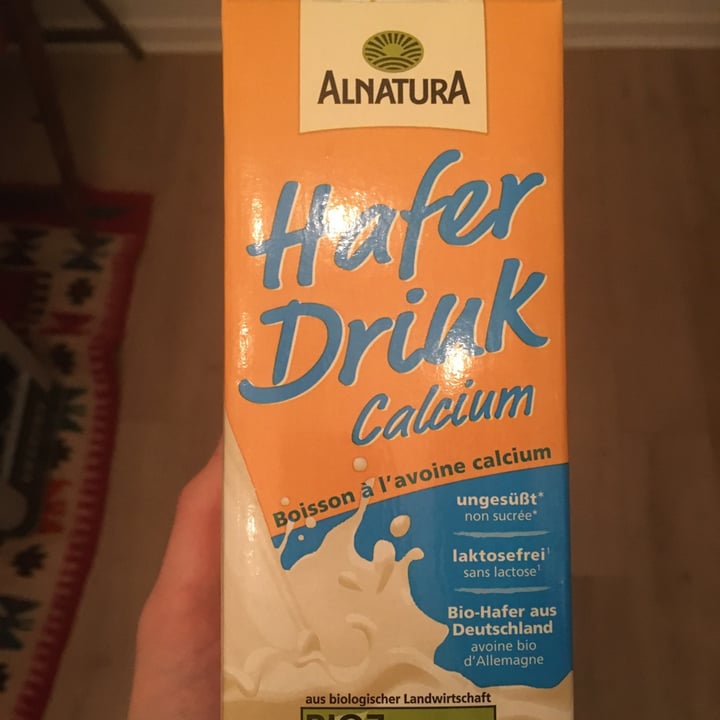 ALNATURA
Hafer
Drink
Calcium
Boisson à l'avoine calcium
ungesüßt*
non sucrée*
laktosefrei¹
sans lactose¹
Bio-Hafer aus
Deutschland
avoine bio
d'Allemagne
aus biologischer Landwirtschaft